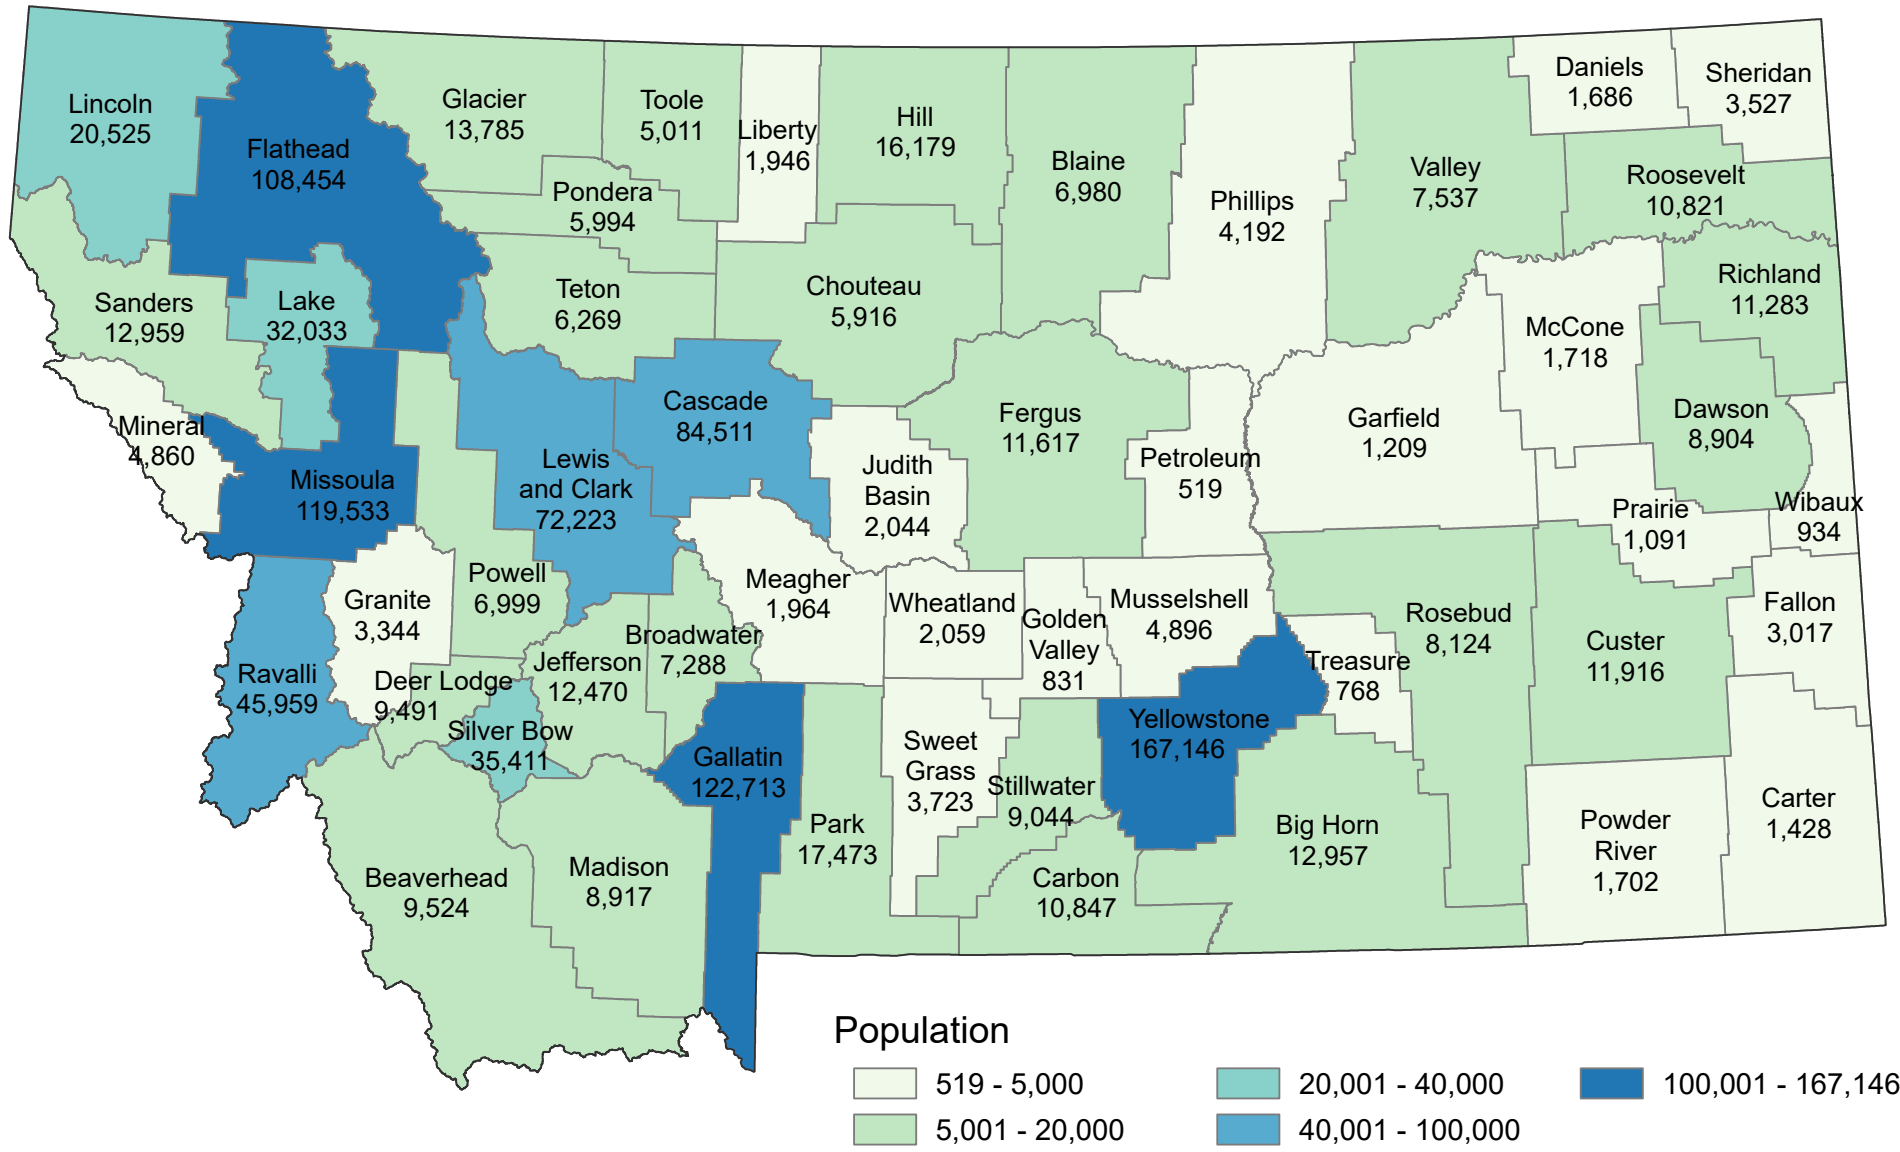 Lincoln
20,525
Flathead
108,454
Glacier
13,785
Toole
5,011
Liberty
1,946
Hill
16,179
Blaine
6,980
Phillips
4,192
Valley
7,537
Daniels
1,686
Sheridan
3,527
Roosevelt
10,821
Pondera
5,994
Sanders
12,959
Lake
32,033
Teton
6,269
Chouteau
5,916
McCone
1,718
Richland
11,283
Mineral
4,860
Missoula
119,533
Lewis
and Clark
72,223
Cascade
84,511
Judith
Basin
2,044
Fergus
11,617
Petroleum
519
Garfield
1,209
Dawson
8,904
Prairie
1,091
Wibaux
934
Ravalli
45,959
Granite
3,344
Powell
6,999
Meagher
1,964
Wheatland
2,059
Golden
Valley
831
Musselshell
4,896
Treasure
768
Rosebud
8,124
Custer
11,916
Fallon
3,017
Deer Lodge
9,491
Jefferson
12,470
Broadwater
7,288
Silver Bow
35,411
Gallatin
122,713
Sweet
Grass
3,723
Stillwater
9,044
Yellowstone
167,146
Park
17,473
Beaverhead
9,524
Madison
8,917
Carbon
10,847
Big Horn
12,957
Powder
River
1,702
Carter
1,428
Population
519 - 5,000
5,001 - 20,000
20,001 - 40,000
40,001 - 100,000
100,001 - 167,146